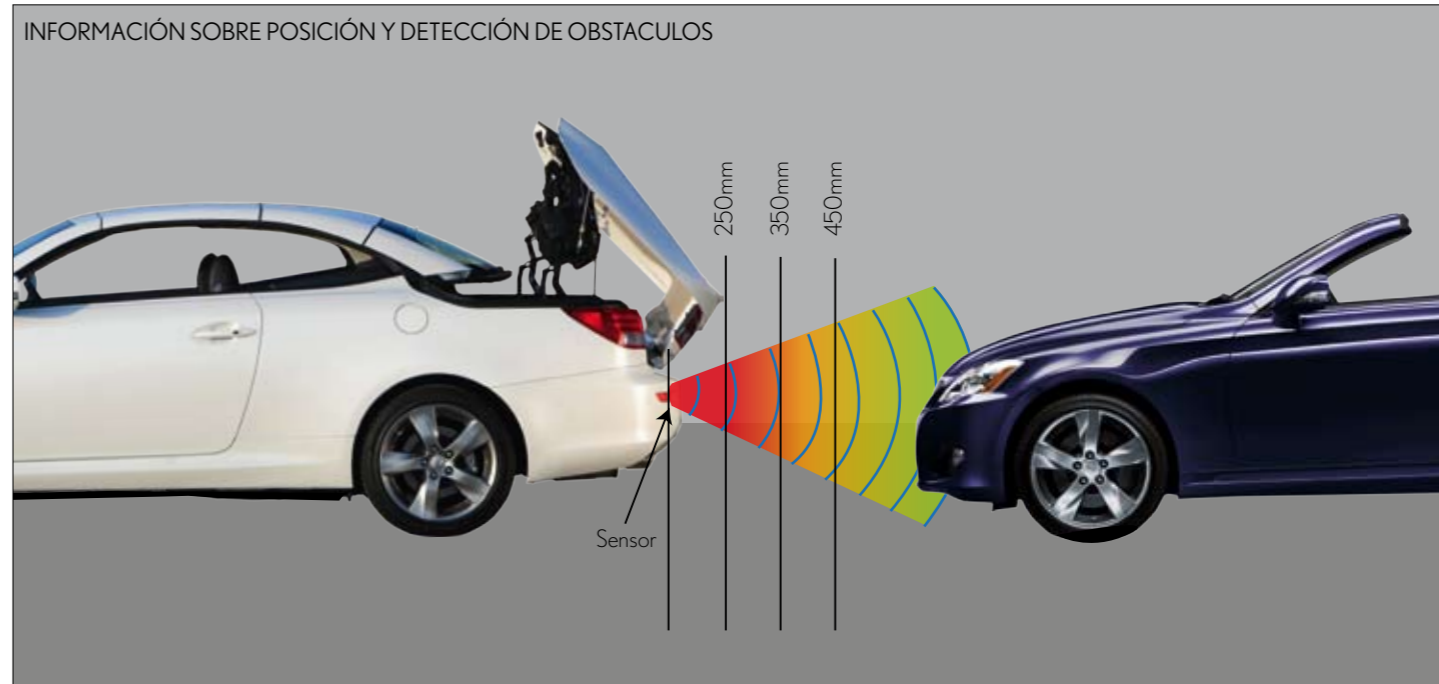 INFORMACIÓN SOBRE POSICIÓN Y DETECCIÓN DE OBSTACULOS
250mm
350mm
450mm
Sensor